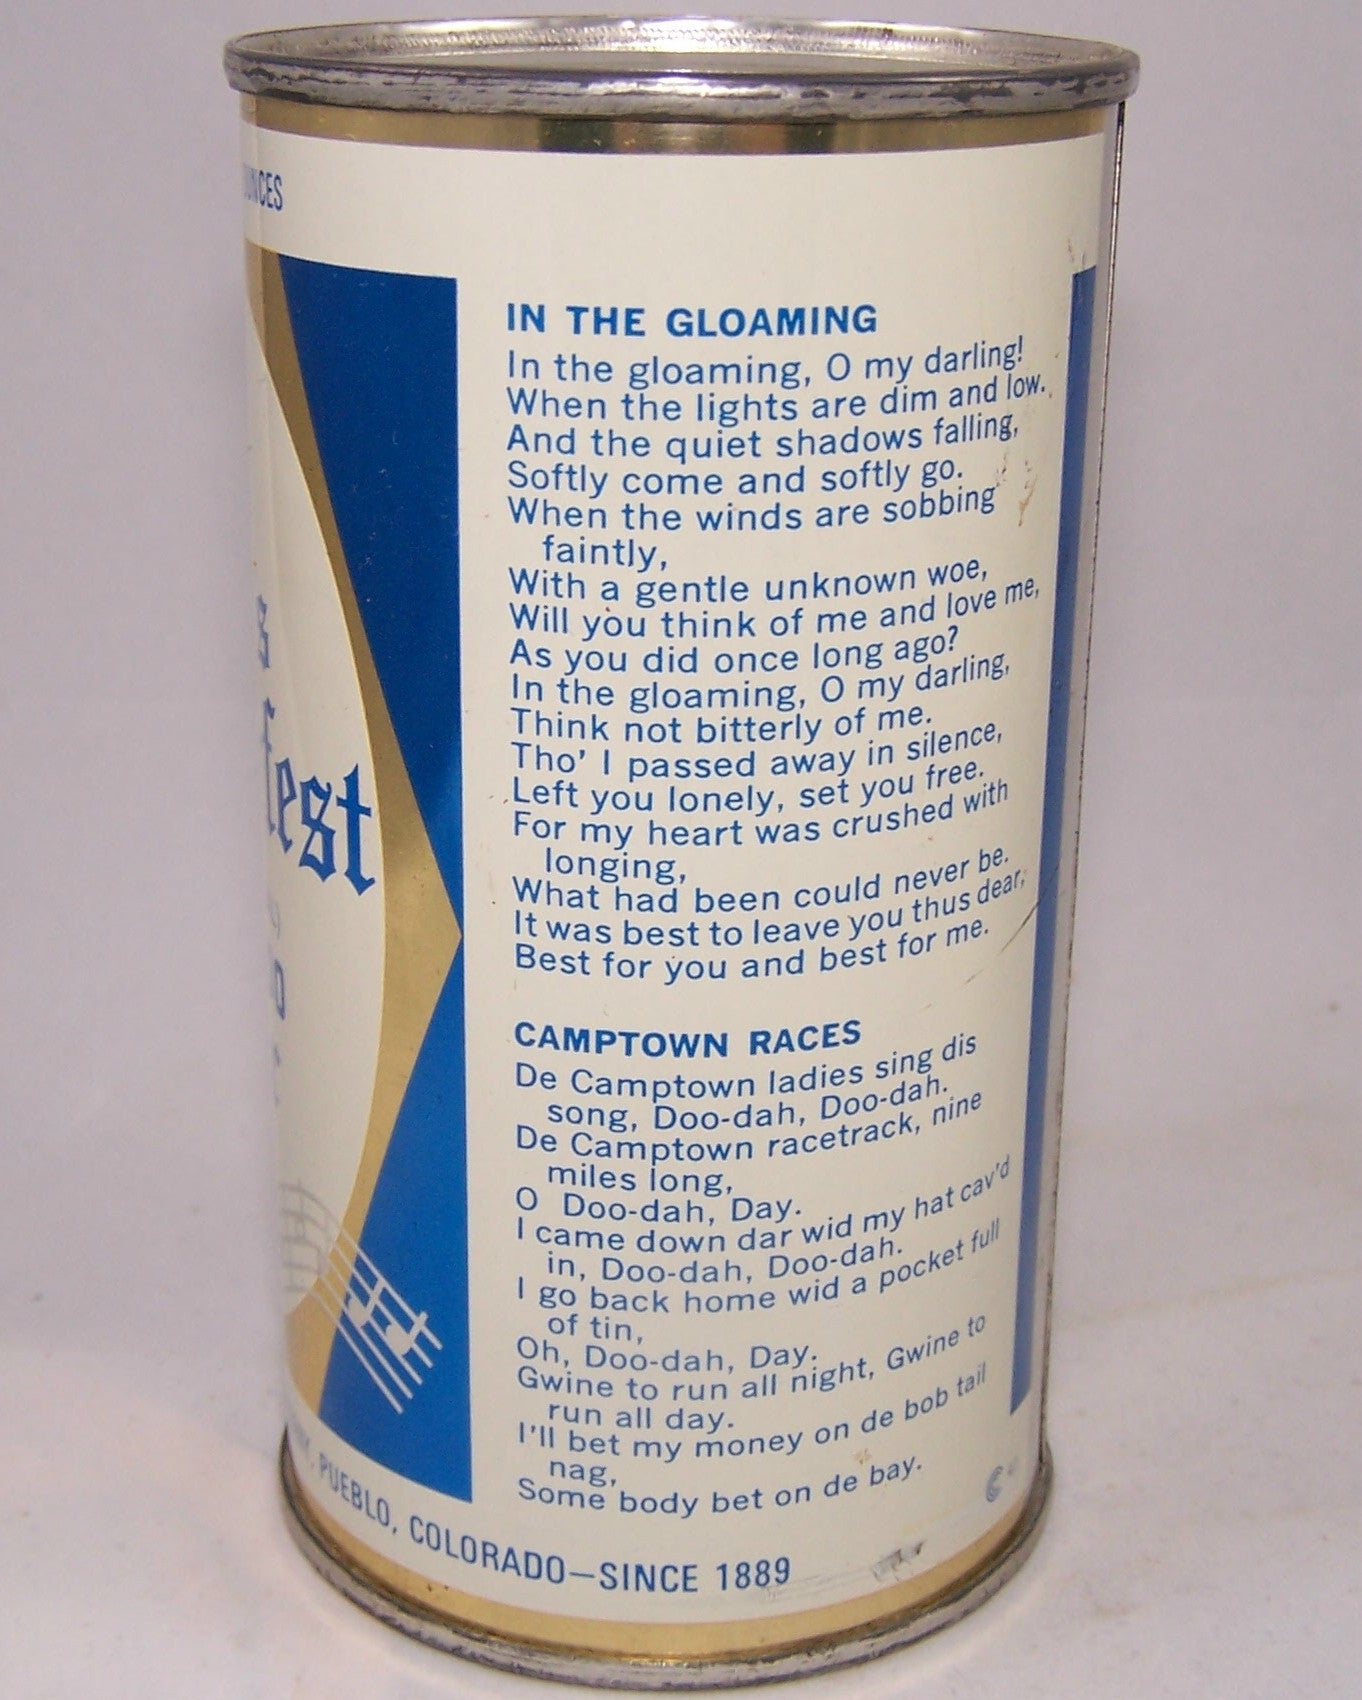 IN THE GLOAMING
In the gloaming, O my darling!
When the lights are dim and low.
And the quiet shadows falling,
Softly come and softly go.
When the winds are sobbing
faintly,
With a gentle unknown woe,
Will you think of me and love me,
As you did once long ago?
In the gloaming, O my darling,
Think not bitterly of me.
Tho' I passed away in silence,
Left you lonely, set you free.
For my heart was crushed with
longing,
What had been could never be.
It was best to leave you thus dear,
Best for you and best for me.
CAMPTOWN RACES
De Camptown ladies sing dis
song, Doo-dah, Doo-dah.
De Camptown racetrack, nine
miles long,
O Doo-dah, Day.
I came down dar wid my hat cav'd
in, Doo-dah, Doo-dah.
I go back home wid a pocket full
of tin,
Oh, Doo-dah, Day.
Gwine to run all night, Gwine to
run all day.
I'll bet my money on de bob tail
nag,
Some body bet on de bay.
PUEBLO, COLORADO—SINCE 1889